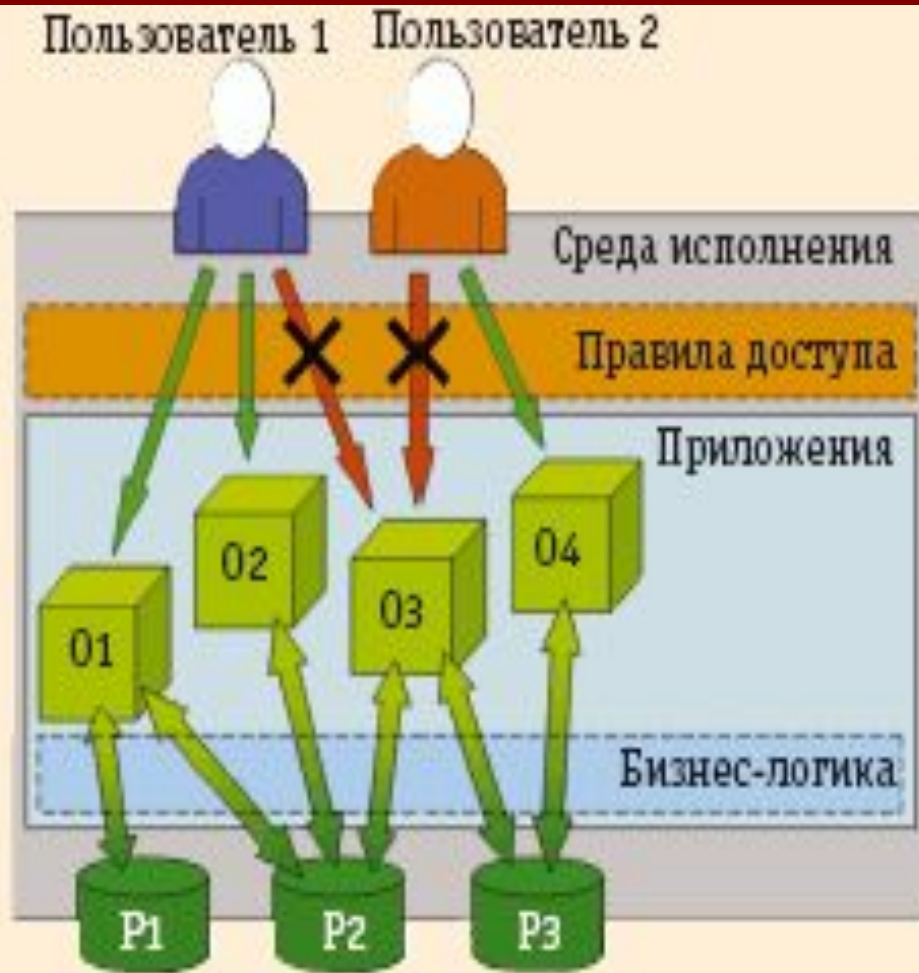 Пользователь 1
Пользователь 2
Среда исполнения
Правила доступа
Приложения
O1
O2
O3
O4
Бизнес-логика
P1
P2
P3